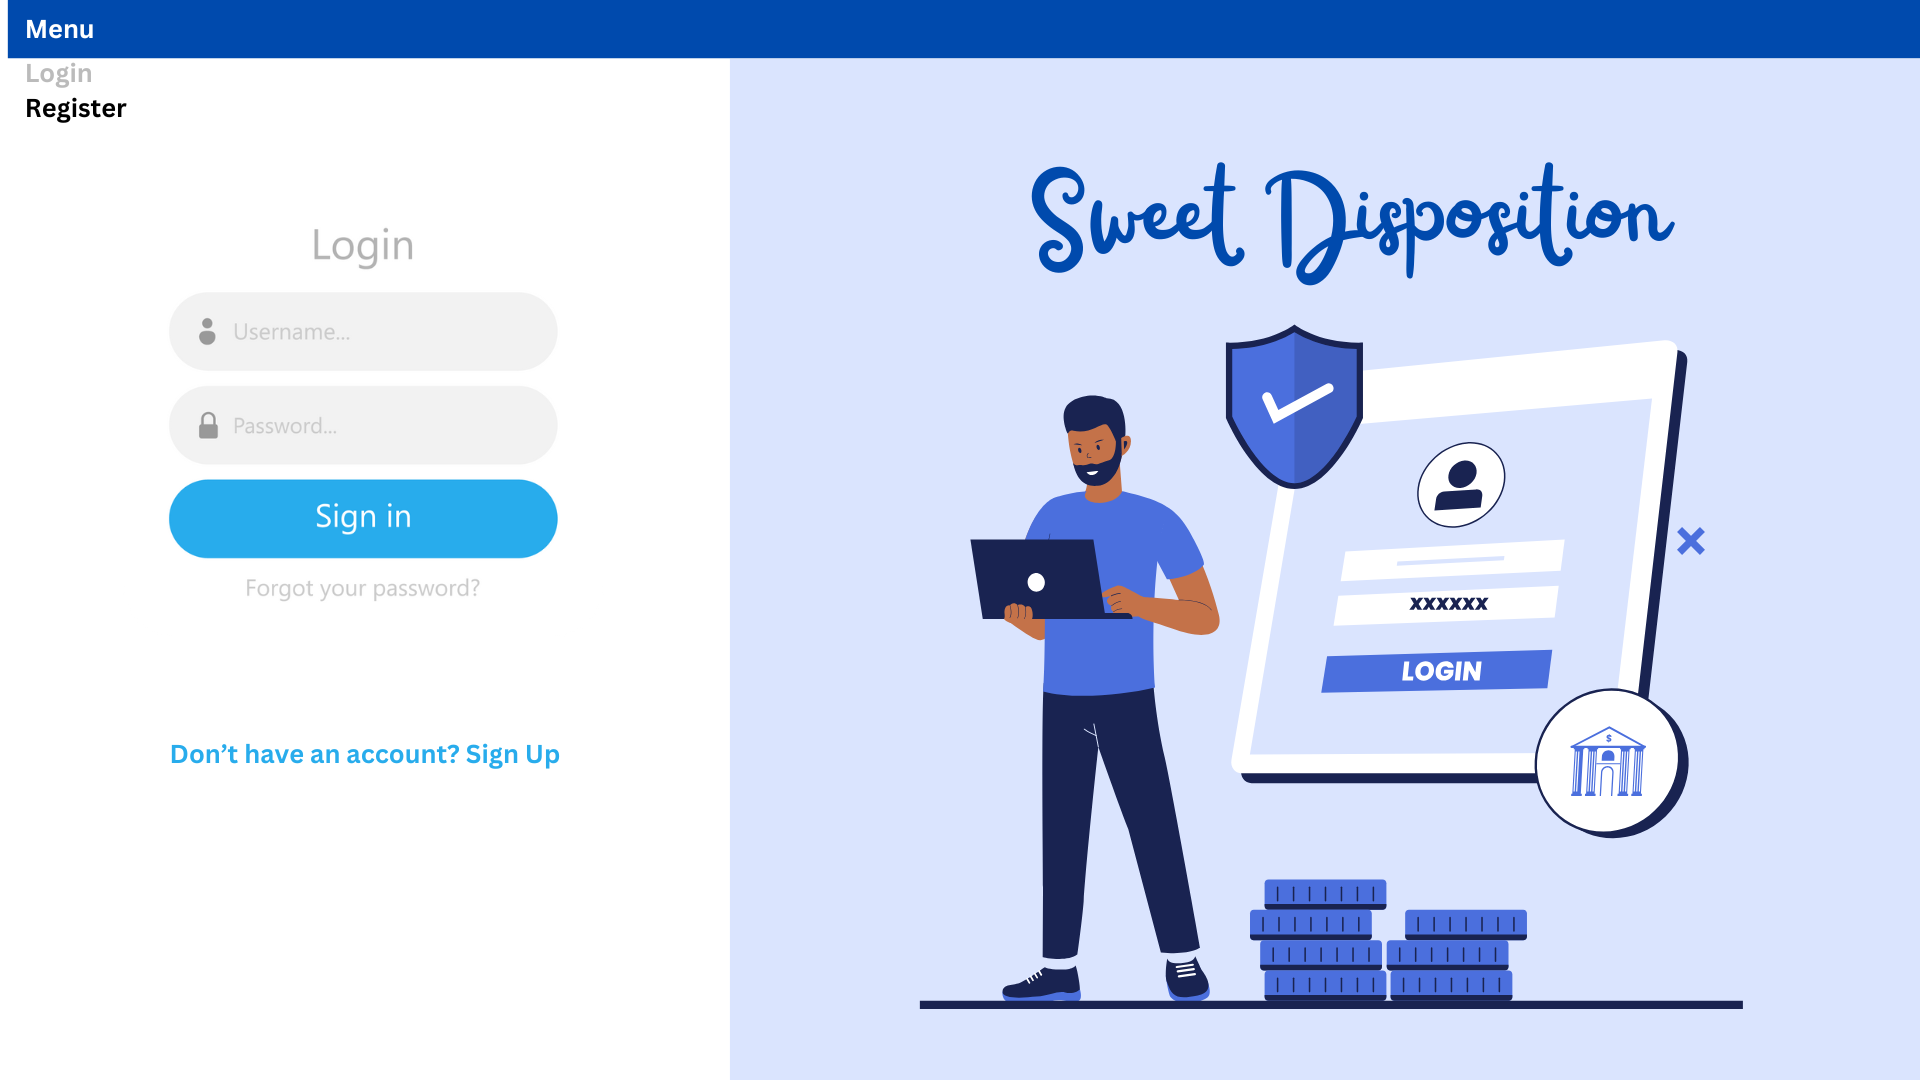 Menu
Login
Register
Login
Username...
Password...
Sign in
Forgot your password?
Don’t have an account? Sign Up
Sweet Disposition
xxxxxx
LOGIN
$